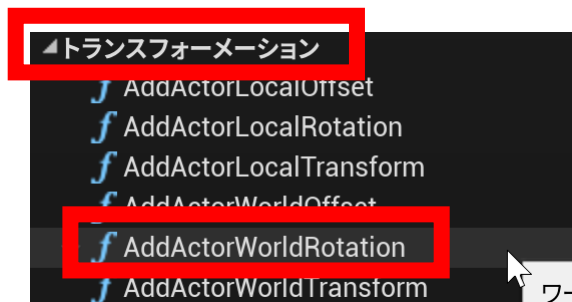 トランスフォーメーション
AddActorLocalOffset
AddActorLocalRotation
AddActorLocalTransform
AddActorWorldOffset
AddActorWorldRotation
AddActorWorldTransform
ワー